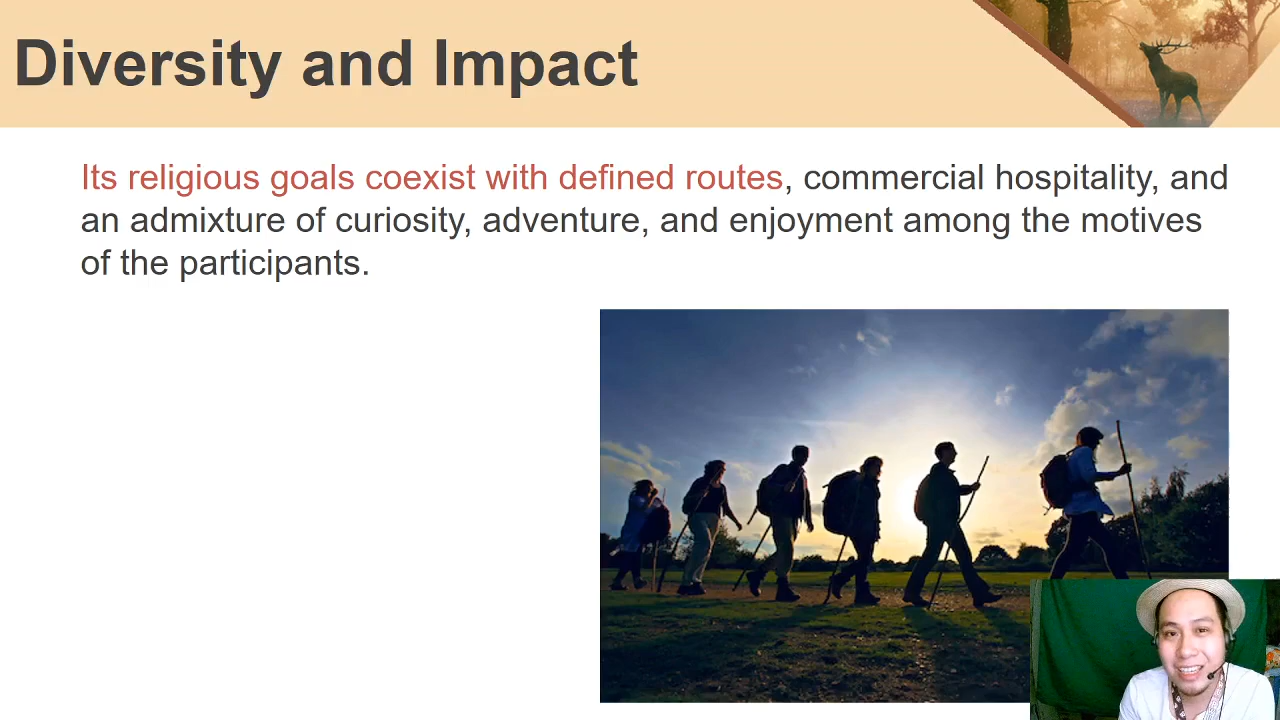 Diversity and Impact
Its religious goals coexist with defined routes, commercial hospitality, and
an admixture of curiosity, adventure, and enjoyment among the motives
of the participants.